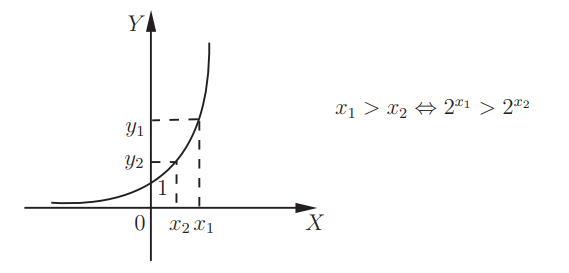 Y
y₁
y₂
1
0
x₂ x₁
X
x₁ > x₂ ⇔ 2^{x₁} > 2^{x₂}